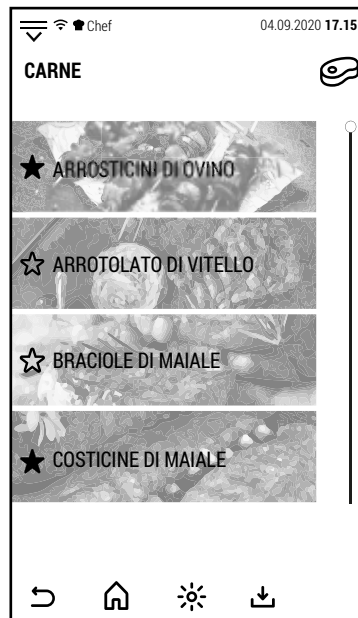 Chef 04.09.2020 17.15
CARNE
ARROSTICINI DI OVINO
ARROTOLATO DI VITELLO
BRACIOLE DI MAIALE
COSTICINE DI MAIALE